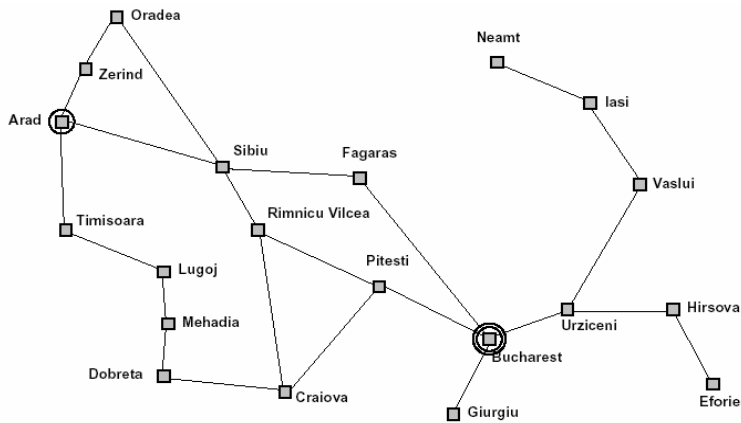 Oradea
Neamt
Zerind
Iasi
Arad
Sibiu
Fagaras
Vaslui
Timisoara
Rimnicu Vilcea
Pitesti
Lugoj
Hirsova
Mehadia
Urziceni
Bucharest
Dobreta
Craiova
Eforie
Giurgiu